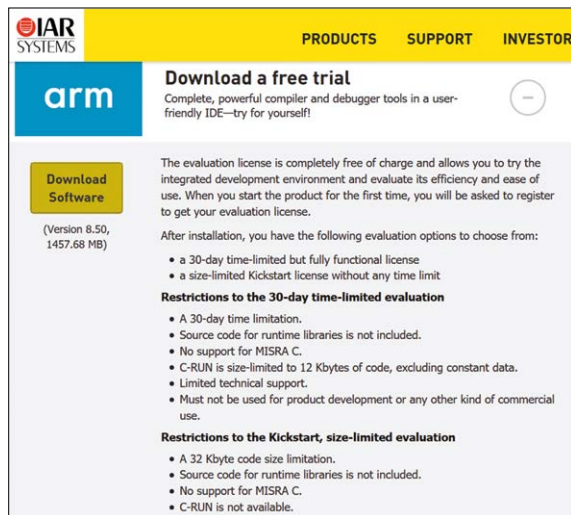 IAR
SYSTEMS
PRODUCTS SUPPORT INVESTOR
arm
Download a free trial
Complete, powerful compiler and debugger tools in a user-
friendly IDE—try for yourself!
Download
Software
(Version 8.50,
1457.68 MB)
The evaluation license is completely free of charge and allows you to try the
integrated development environment and evaluate its efficiency and ease of
use. When you start the product for the first time, you will be asked to register
to get your evaluation license.
After installation, you have the following evaluation options to choose from:
• a 30-day time-limited but fully functional license
• a size-limited Kickstart license without any time limit
Restrictions to the 30-day time-limited evaluation
• A 30-day time limitation.
• Source code for runtime libraries is not included.
• No support for MISRA C.
• C-RUN is size-limited to 12 Kbytes of code, excluding constant data.
• Limited technical support.
• Must not be used for product development or any other kind of commercial
use.
Restrictions to the Kickstart, size-limited evaluation
• A 32 Kbyte code size limitation.
• Source code for runtime libraries is not included.
• No support for MISRA C.
• C-RUN is not available.